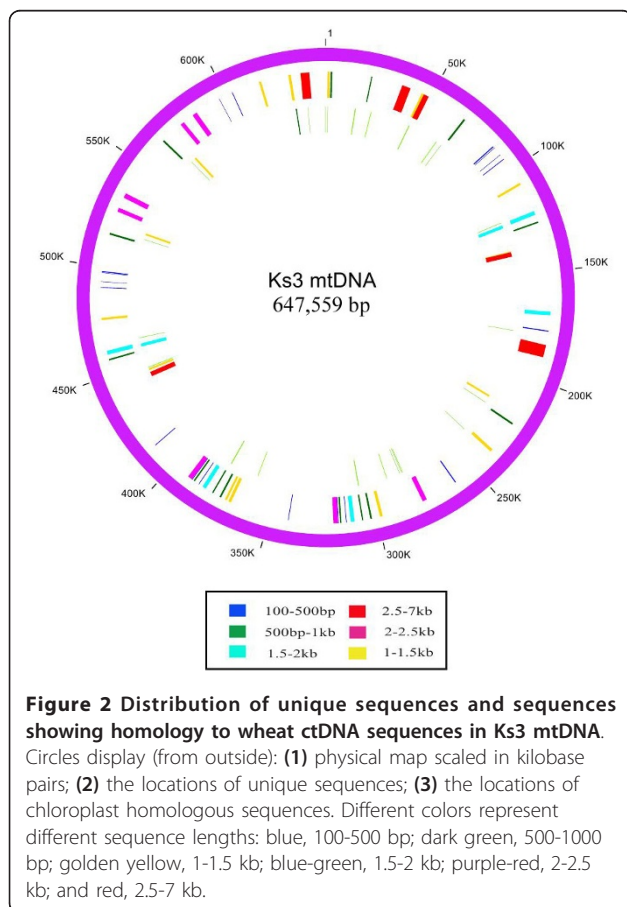 1
50K
100K
150K
200K
250K
300K
350K
400K
450K
500K
550K
600K
Ks3 mtDNA
647,559 bp
100-500bp
2.5-7kb
500bp-1kb
2-2.5kb
1.5-2kb
1-1.5kb
Figure 2 Distribution of unique sequences and sequences
showing homology to wheat ctDNA sequences in Ks3 mtDNA.
Circles display (from outside): (1) physical map scaled in kilobase
pairs; (2) the locations of unique sequences; (3) the locations of
chloroplast homologous sequences. Different colors represent
different sequence lengths: blue, 100-500 bp; dark green, 500-1000
bp; golden yellow, 1-1.5 kb; blue-green, 1.5-2 kb; purple-red, 2-2.5
kb; and red, 2.5-7 kb.